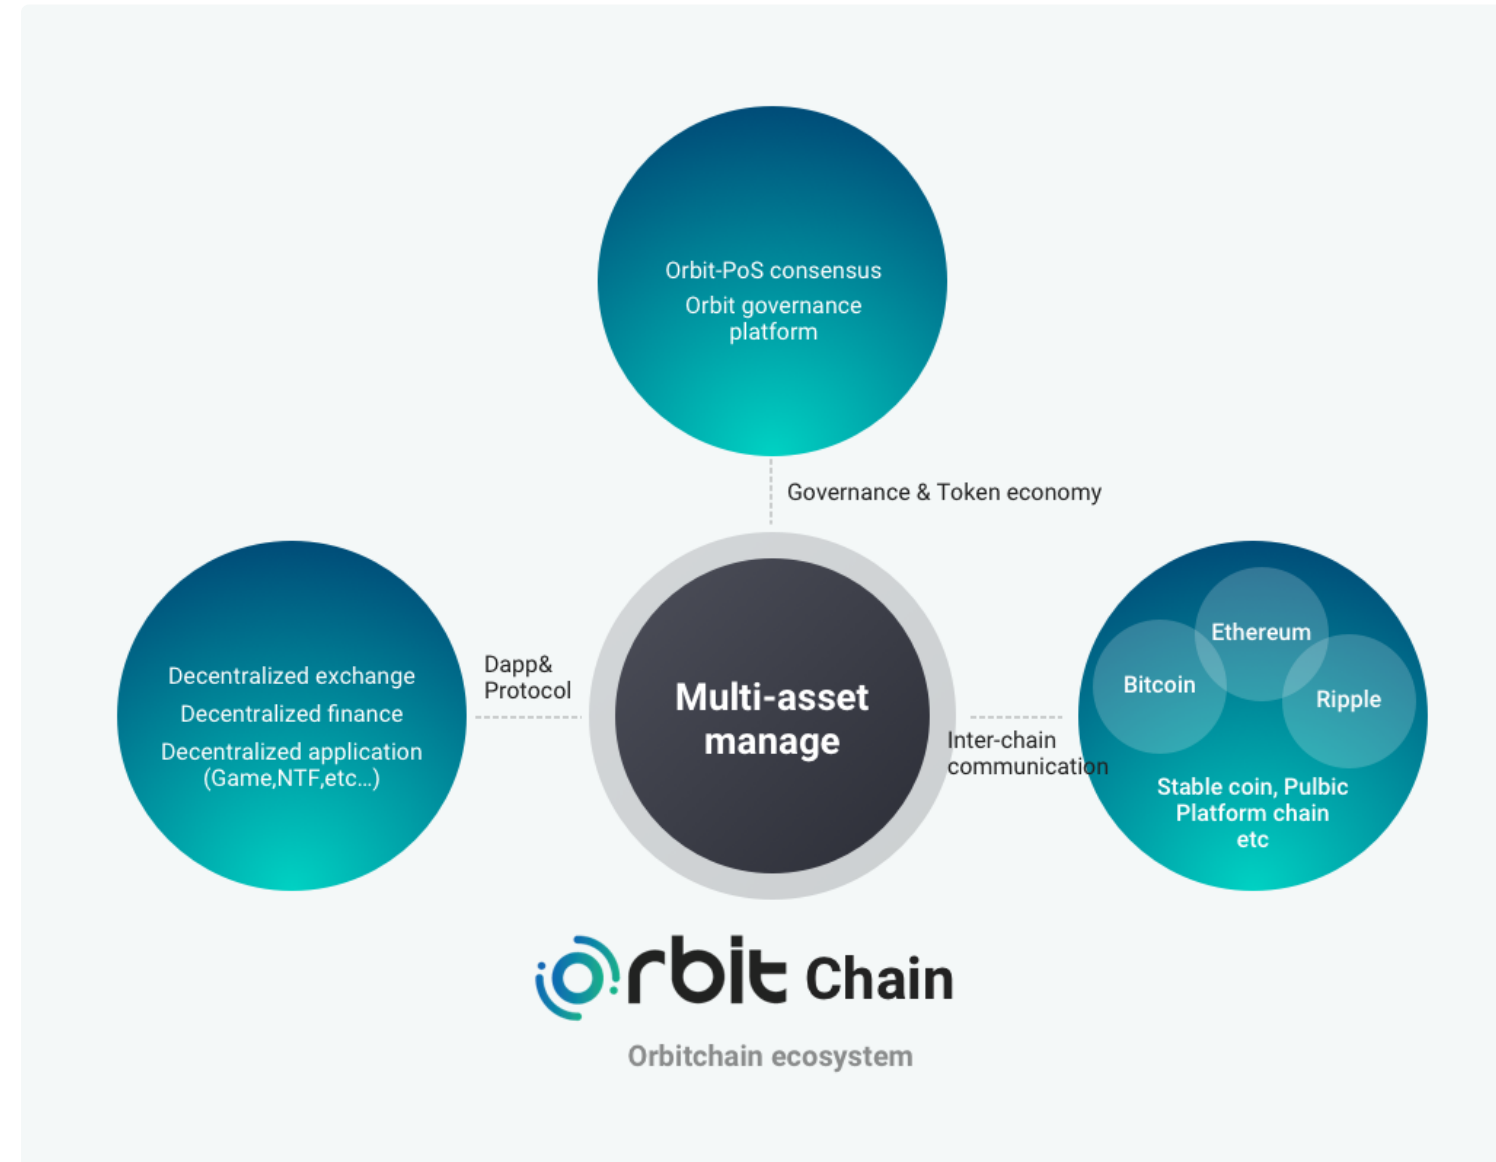 Orbit-PoS consensus
Orbit governance
platform
Governance & Token economy
Decentralized exchange
Decentralized finance
Decentralized application
(Game,NTF,etc...)
Dapp&
Protocol
Multi-asset
manage
Inter-chain
communication
Ethereum
Bitcoin
Ripple
Stable coin, Pulbic
Platform chain
etc
orbit Chain
Orbitchain ecosystem